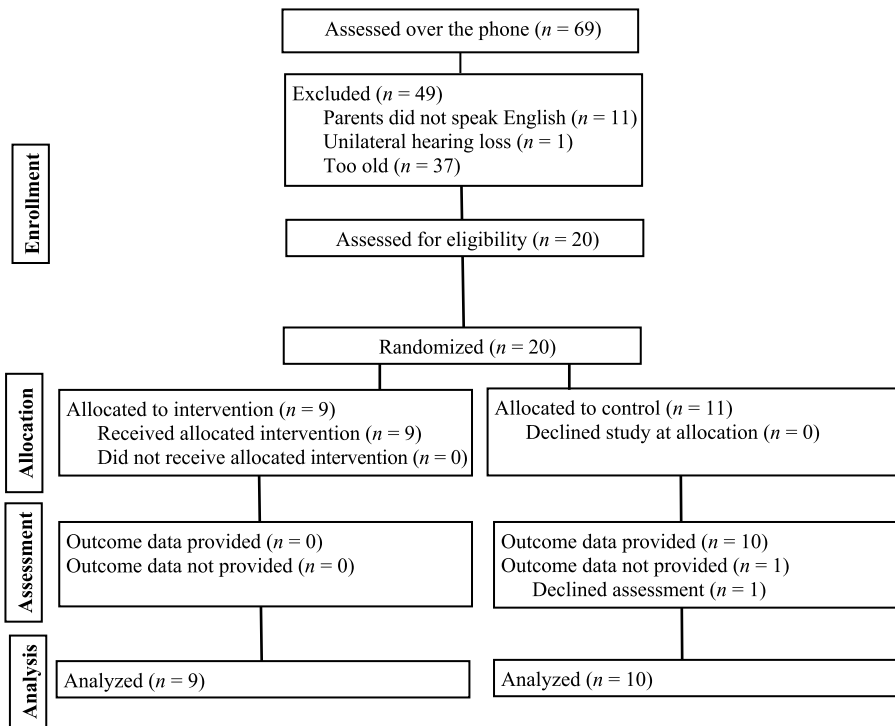 Assessed over the phone (n = 69)
Excluded (n = 49)
Parents did not speak English (n = 11)
Unilateral hearing loss (n = 1)
Too old (n = 37)
Enrollment
Assessed for eligibility (n = 20)
Randomized (n = 20)
Allocation
Allocated to intervention (n = 9)
Received allocated intervention (n = 9)
Did not receive allocated intervention (n = 0)
Allocated to control (n = 11)
Declined study at allocation (n = 0)
Assessment
Outcome data provided (n = 0)
Outcome data not provided (n = 0)
Outcome data provided (n = 10)
Outcome data not provided (n = 1)
Declined assessment (n = 1)
Analysis
Analyzed (n = 9)
Analyzed (n = 10)